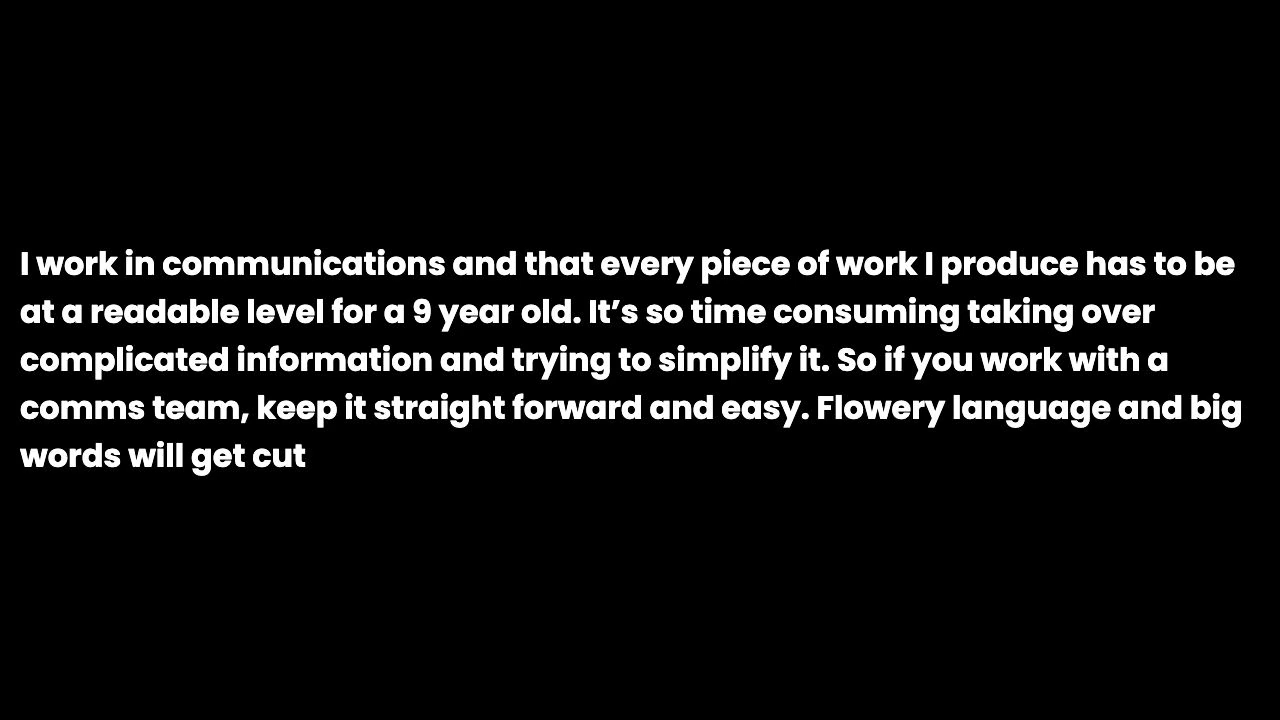 I work in communications and that every piece of work I produce has to be
at a readable level for a 9 year old. It’s so time consuming taking over
complicated information and trying to simplify it. So if you work with a
comms team, keep it straight forward and easy. Flowery language and big
words will get cut